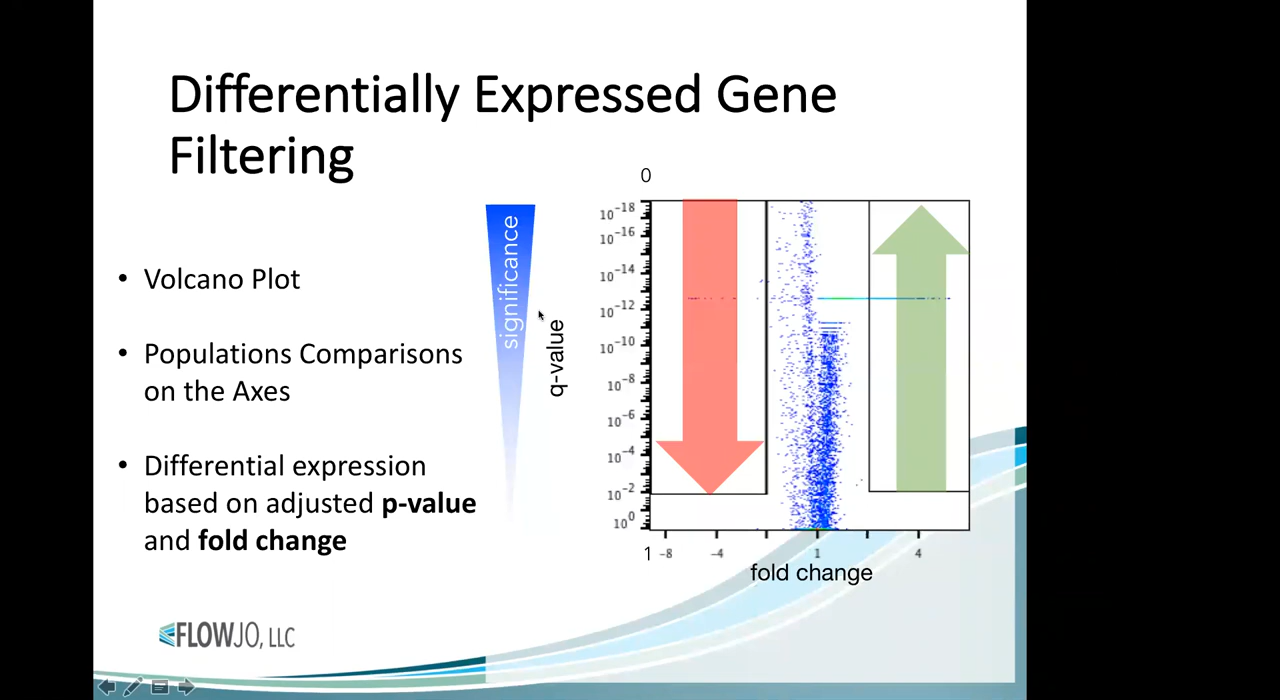 Differentially Expressed Gene
Filtering
• Volcano Plot
• Populations Comparisons
on the Axes
• Differential expression
based on adjusted p-value
and fold change
significance
q-value
0
10⁻¹⁸
10⁻¹⁶
10⁻¹⁴
10⁻¹²
10⁻¹⁰
10⁻⁸
10⁻⁶
10⁻⁴
10⁻²
10⁰
1 -8 -4 1 4
fold change
FLOWJO, LLC